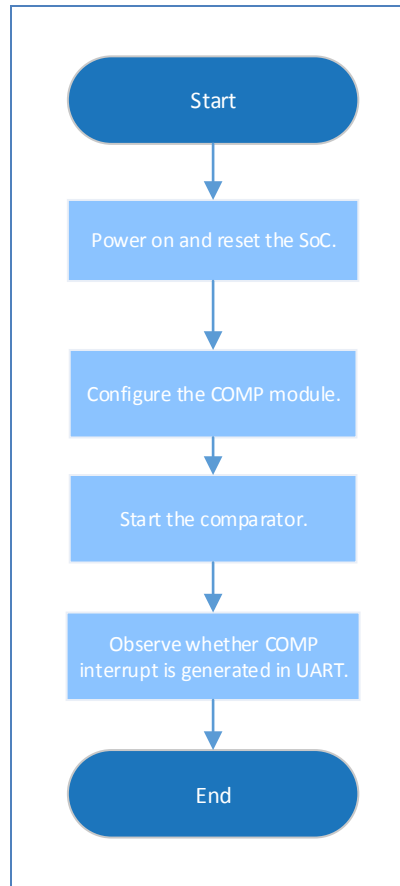 Start
Power on and reset the SoC.
Configure the COMP module.
Start the comparator.
Observe whether COMP
interrupt is generated in UART.
End